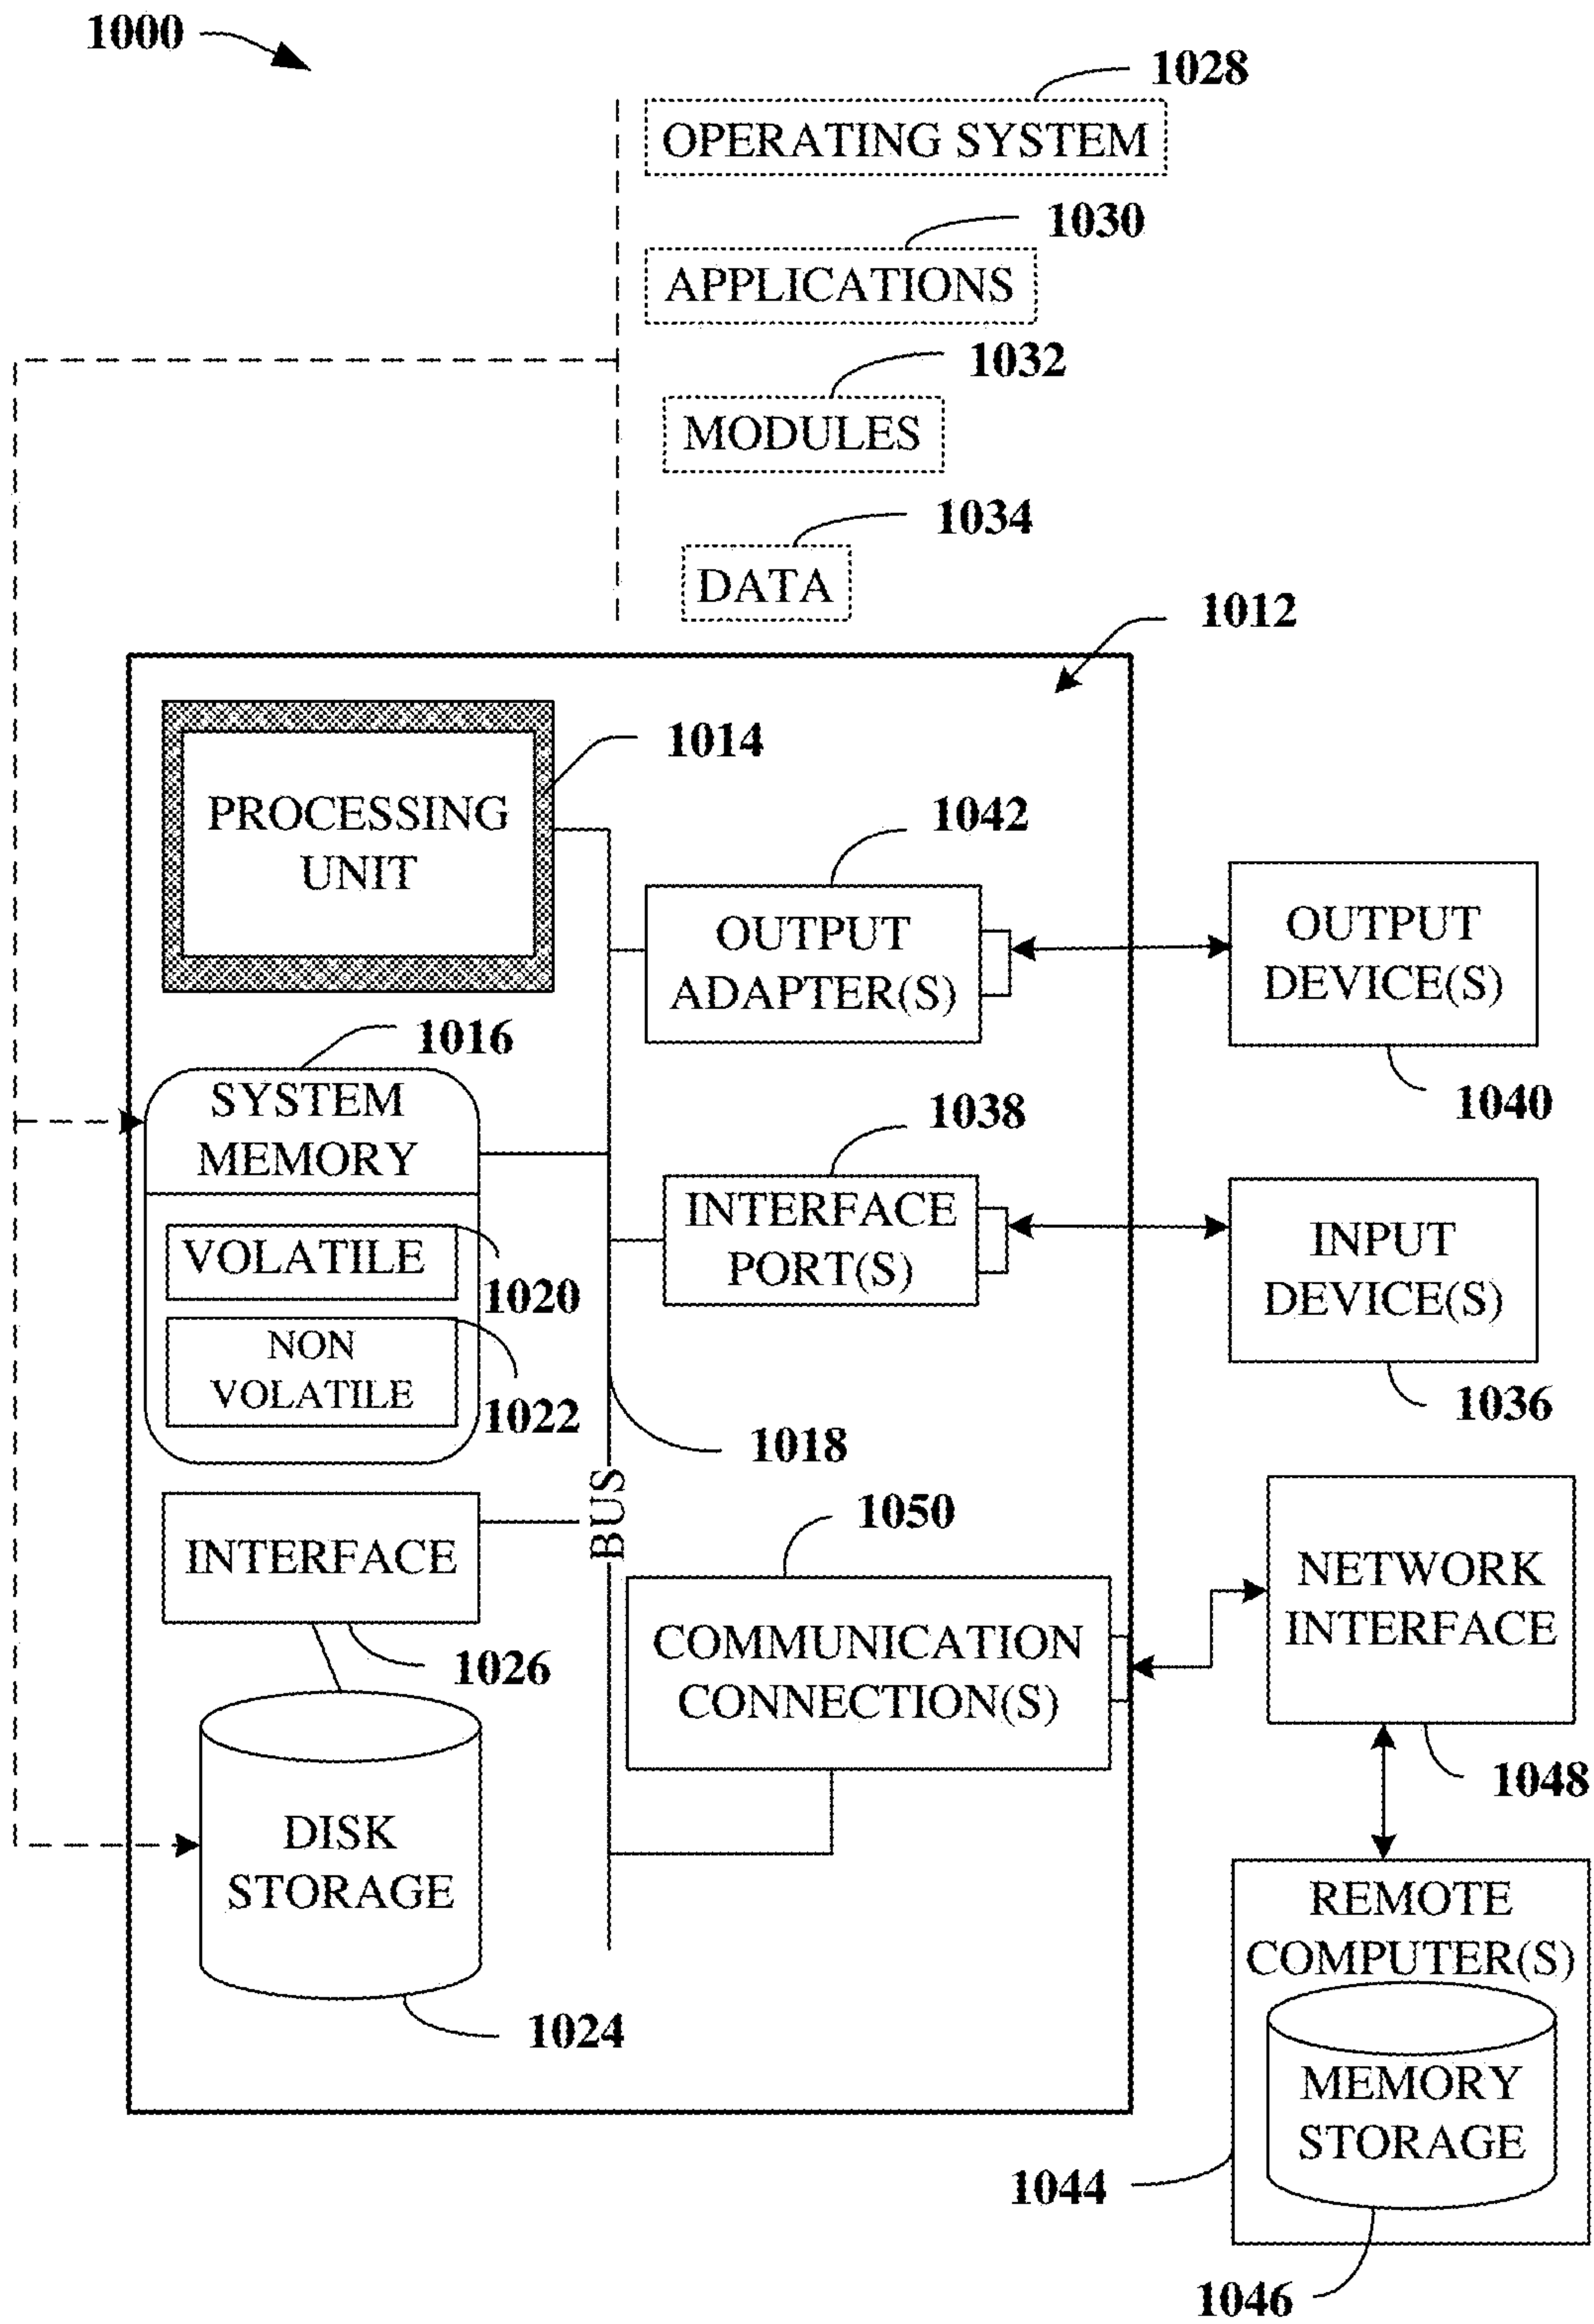 1000
1028
OPERATING SYSTEM
1030
APPLICATIONS
1032
MODULES
1034
DATA
1012
PROCESSING
UNIT
1014
1042
OUTPUT
ADAPTER(S)
OUTPUT
DEVICE(S)
1040
1016
SYSTEM
MEMORY
VOLATILE
1020
NON
VOLATILE
1022
1038
INTERFACE
PORT(S)
INPUT
DEVICE(S)
1036
1018
BUS
INTERFACE
1026
1050
COMMUNICATION
CONNECTION(S)
NETWORK
INTERFACE
1048
DISK
STORAGE
1024
REMOTE
COMPUTER(S)
MEMORY
STORAGE
1044
1046